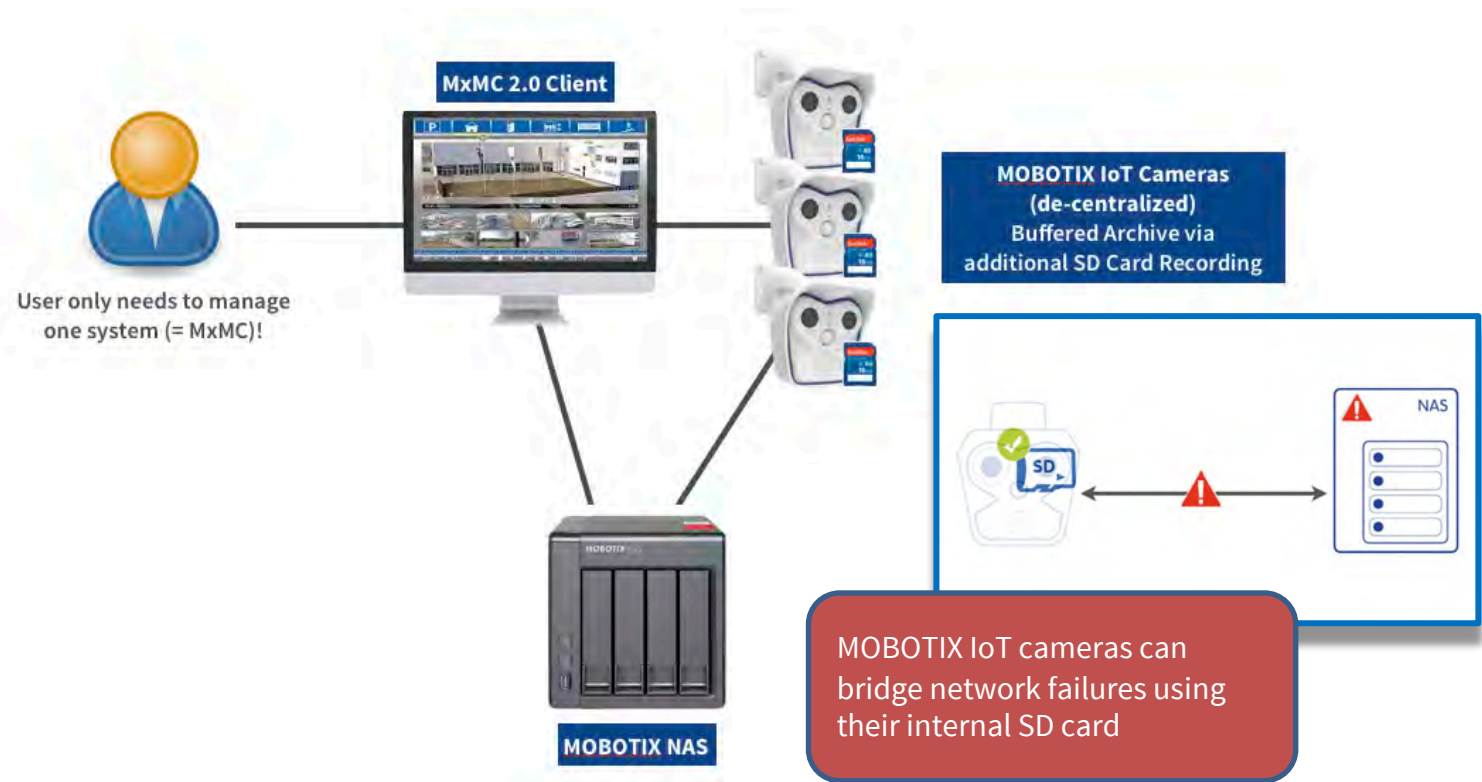 MxMC 2.0 Client
P
MOBOTIX IoT Cameras
(de-centralized)
Buffered Archive via
additional SD Card Recording
User only needs to manage
one system (= MxMC)!
NAS
SD
MOBOTIX
MOBOTIX IoT cameras can
bridge network failures using
their internal SD card
MOBOTIX NAS